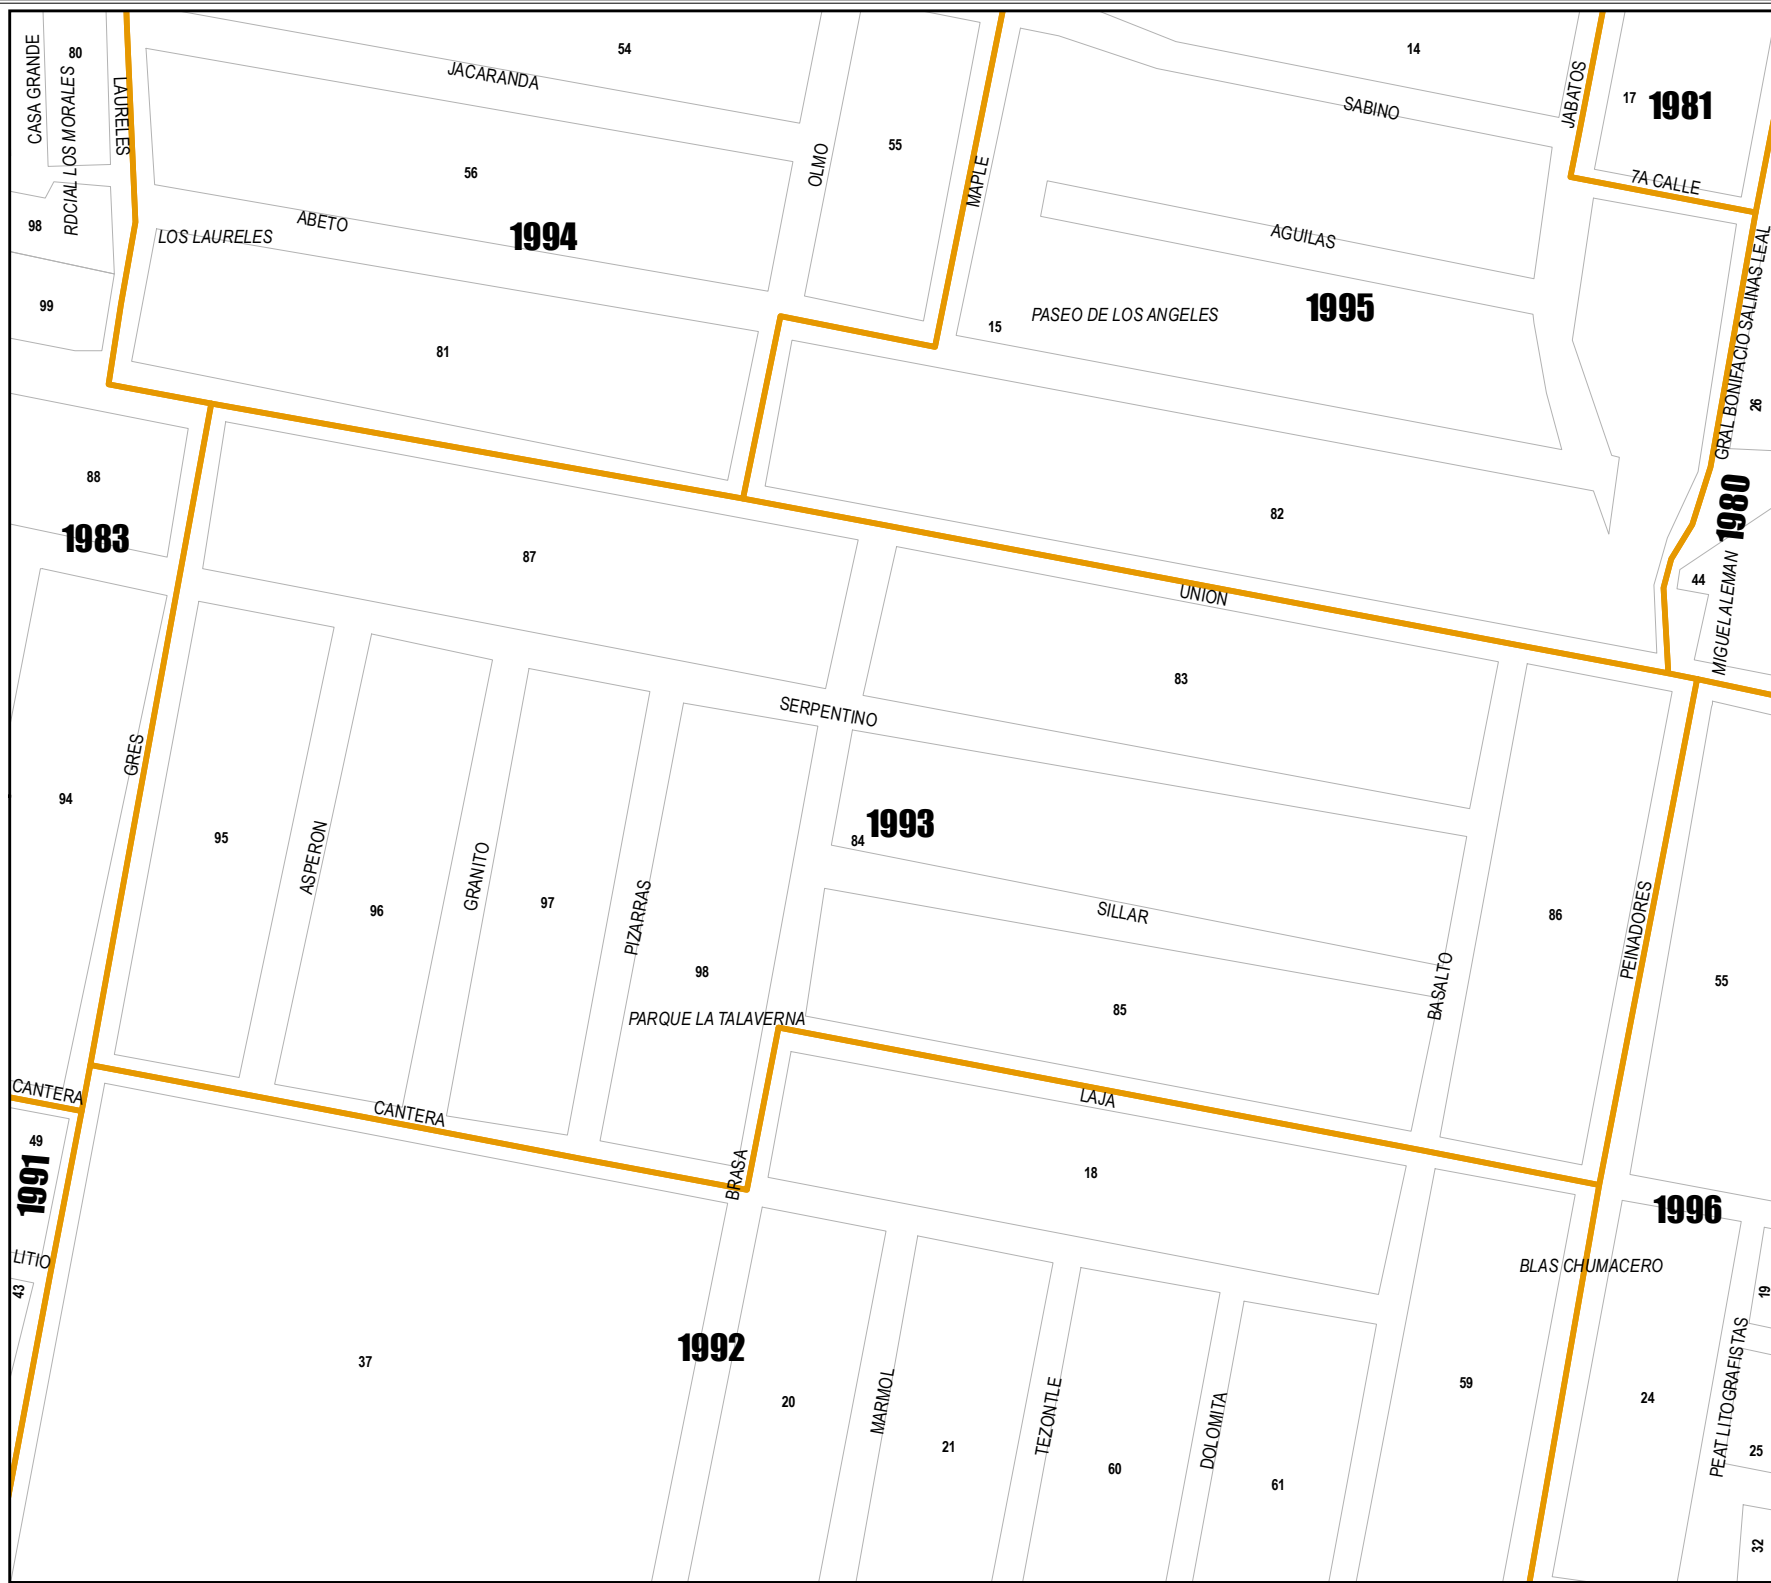 CASA GRANDE
80
RDCIAL LOS MORALES
LAURELES
54
JACARANDA
OLMO
55
MAPLE
14
SABINO
JABATOS
17
1981
7A CALLE
56
ABETO
LOS LAURELES
1994
98
99
81
AGUILAS
PASEO DE LOS ANGELES
1995
15
GRAL BONIFACIO SALINAS LEAL
26
88
1983
87
82
1980
44
MIGUEL ALEMAN
UNION
83
SERPENTINO
GRES
94
95
ASPERON
96
GRANITO
97
PIZARRAS
98
1993
84
SILLAR
85
BASALTO
86
PEINADORES
55
PARQUE LA TALAVERNA
CANTERA
CANTERA
LAJA
49
1991
BRASA
18
1996
LITIO
43
BLAS CHUMACERO
19
37
1992
20
MARMOL
21
TEZONTLE
60
DOLOMITA
61
59
24
PEAT LITOGRAFISTAS
25
32